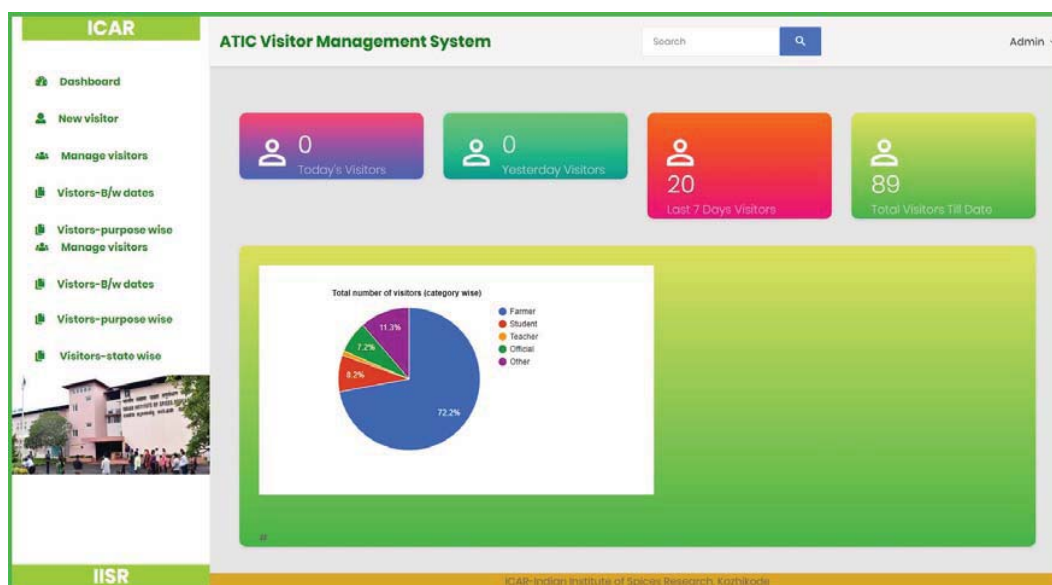 ICAR
ATIC Visitor Management System
Search
Admin
Dashboard
New visitor
Manage visitors
Vistors-B/w dates
Vistors-purpose wise
Manage visitors
Vistors-B/w dates
Vistors-purpose wise
Visitors-state wise
0
Today's Visitors
0
Yesterday Visitors
20
Last 7 Days Visitors
89
Total Visitors Till Date
Total number of visitors (category wise)
11.3%
7.2%
8.2%
72.2%
Farmer
Student
Teacher
Official
Other
#
IISR
ICAR-Indian Institute of Spices Research, Kozhikode